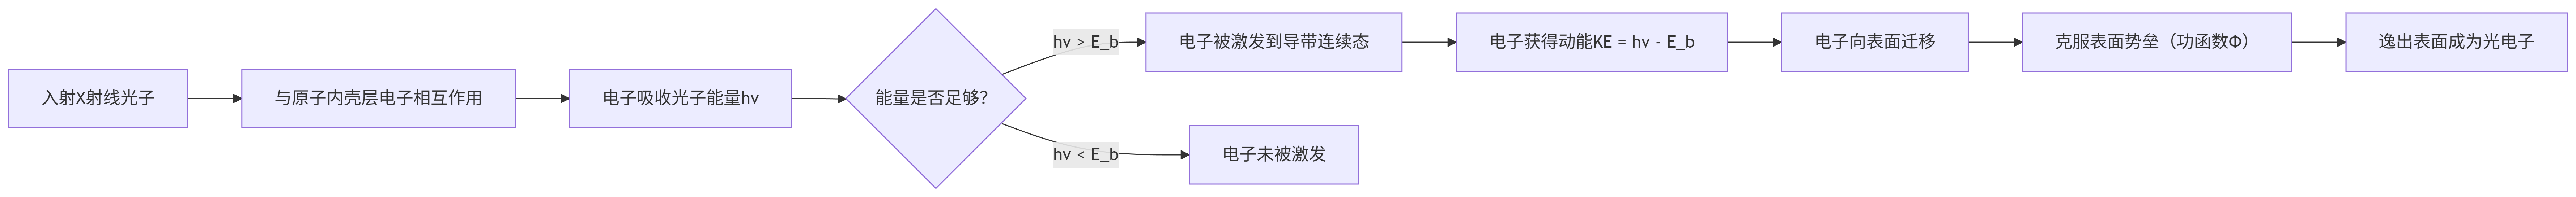 入射X射线光子
与原子内壳层电子相互作用
电子吸收光子能量hv
能量是否足够？
hv > E_b
电子被激发到导带连续态
电子获得动能KE = hv - E_b
电子向表面迁移
克服表面势垒（功函数Φ）
逸出表面成为光电子
hv < E_b
电子未被激发